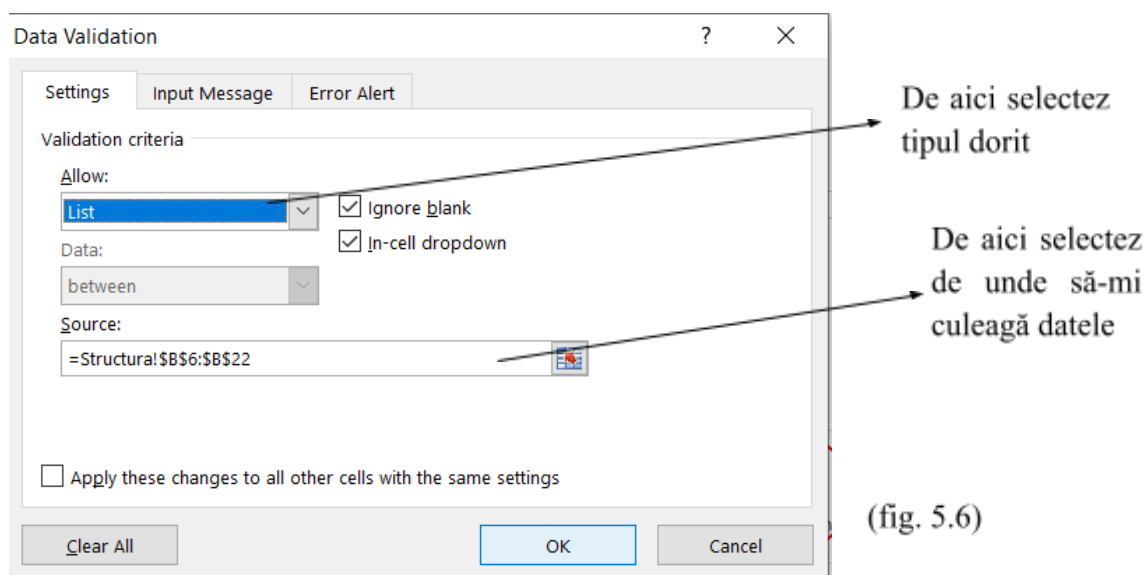 Data Validation
?
Settings
Input Message
Error Alert
Validation criteria
Allow:
List
Ignore blank
In-cell dropdown
Data:
between
Source:
=Structura!$B$6:$B$22
Apply these changes to all other cells with the same settings
Clear All
OK
Cancel
De aici selectez
tipul dorit
De aici selectez
de unde să-mi
culeagă datele
(fig. 5.6)